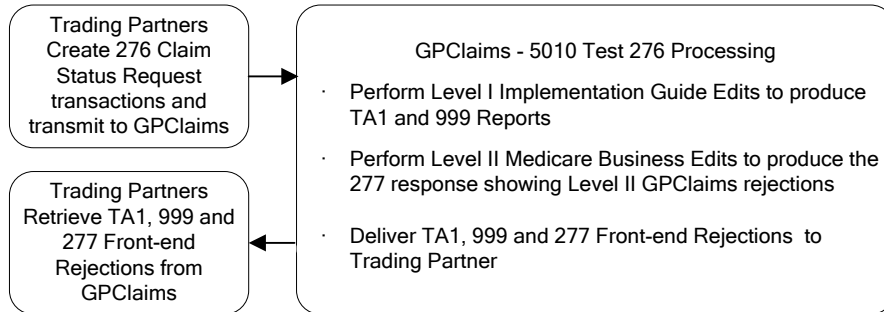 Trading Partners
Create 276 Claim
Status Request
transactions and
transmit to GPClaims
GPClaims - 5010 Test 276 Processing
· Perform Level I Implementation Guide Edits to produce
TA1 and 999 Reports
· Perform Level II Medicare Business Edits to produce the
277 response showing Level II GPClaims rejections
· Deliver TA1, 999 and 277 Front-end Rejections to
Trading Partner
Trading Partners
Retrieve TA1, 999 and
277 Front-end
Rejections from
GPClaims